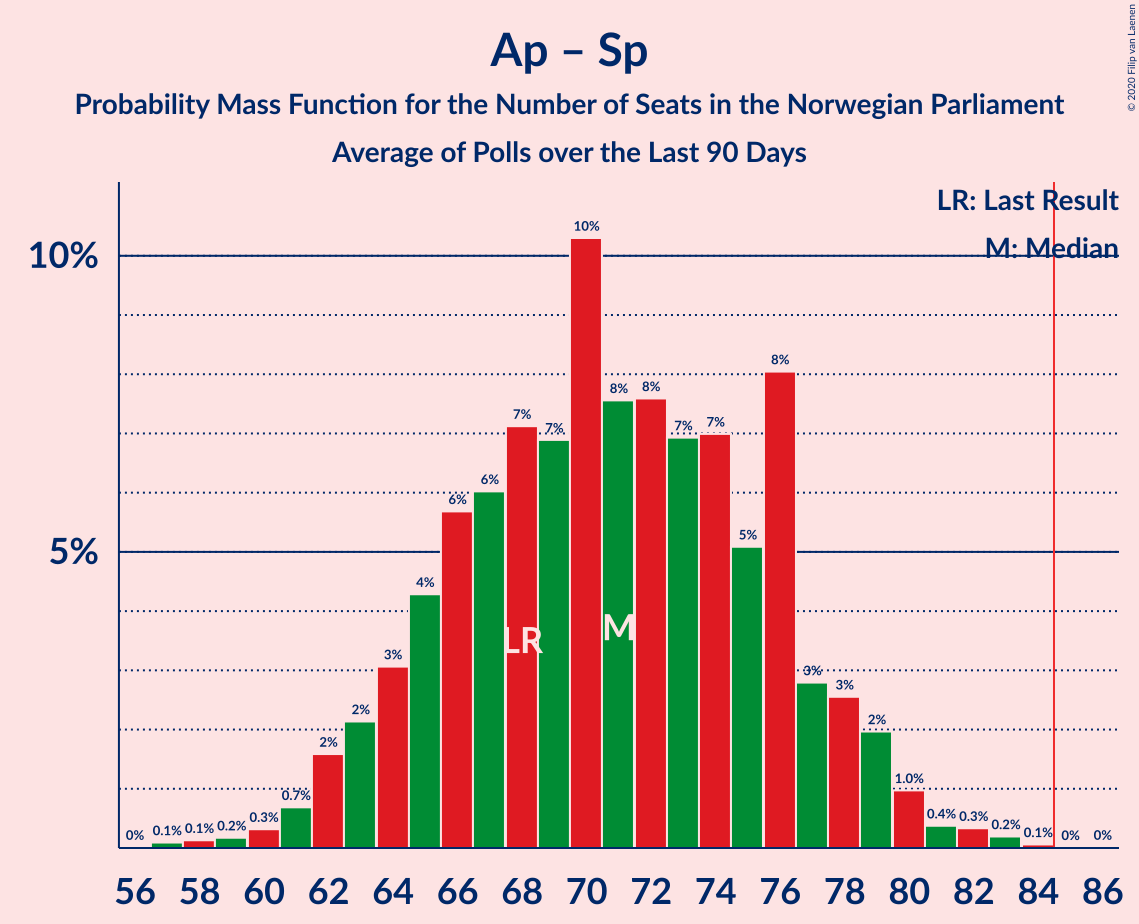 © 2020 Filip van Laenen
Ap – Sp
Probability Mass Function for the Number of Seats in the Norwegian Parliament
Average of Polls over the Last 90 Days
LR: Last Result
M: Median
10%
5%
0% 0.1% 0.1% 0.2% 0.3% 0.7% 2% 2% 3% 4% 6% 6% 7% 7% 10% 8% 8% 7% 7% 5% 8% 3% 3% 2% 1.0% 0.4% 0.3% 0.2% 0.1% 0% 0%
LR M
56 58 60 62 64 66 68 70 72 74 76 78 80 82 84 86